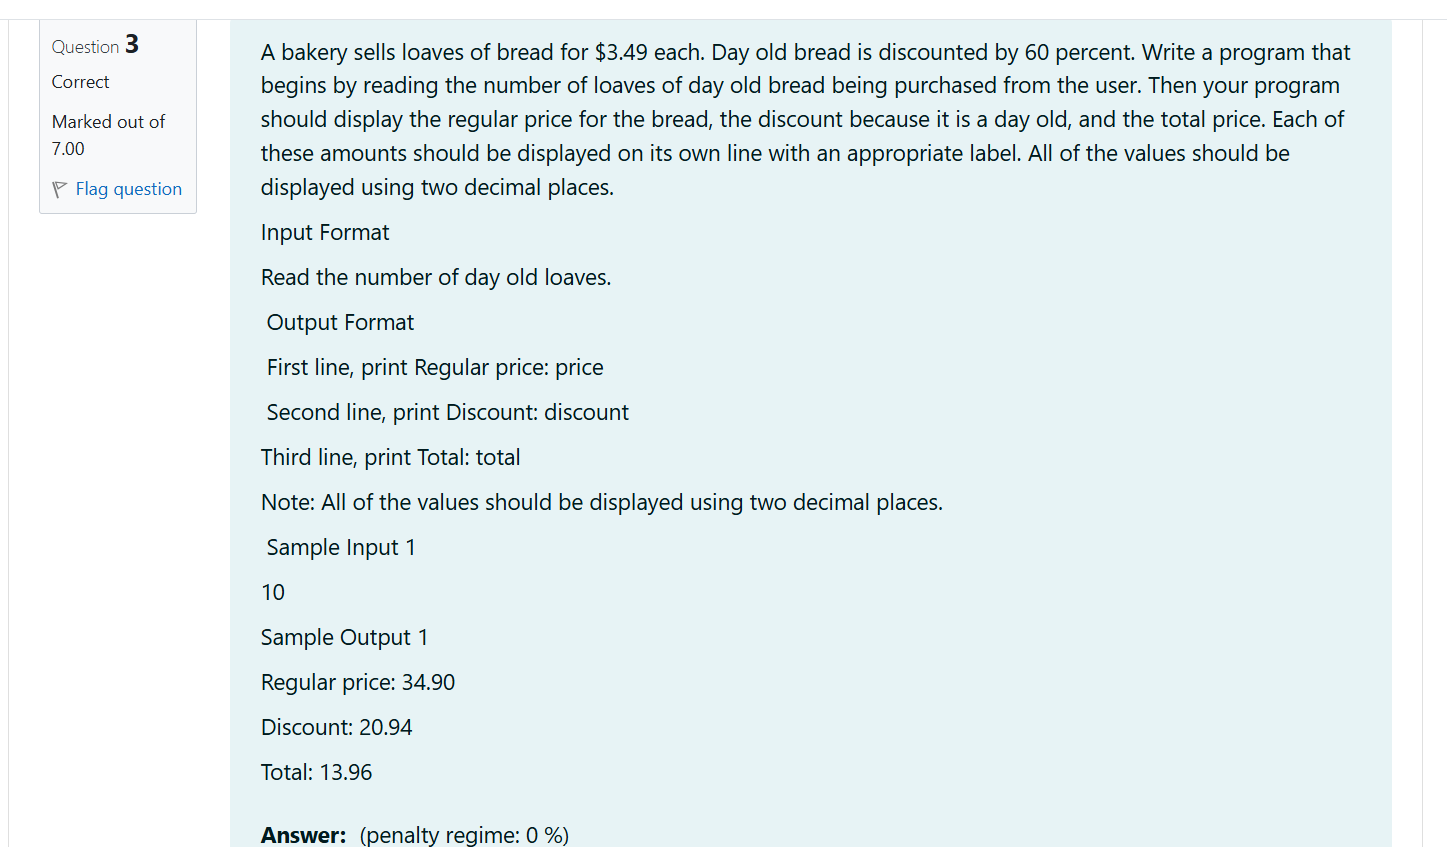 Question 3
Correct
Marked out of
7.00
Flag question
A bakery sells loaves of bread for $3.49 each. Day old bread is discounted by 60 percent. Write a program that
begins by reading the number of loaves of day old bread being purchased from the user. Then your program
should display the regular price for the bread, the discount because it is a day old, and the total price. Each of
these amounts should be displayed on its own line with an appropriate label. All of the values should be
displayed using two decimal places.
Input Format
Read the number of day old loaves.
Output Format
First line, print Regular price: price
Second line, print Discount: discount
Third line, print Total: total
Note: All of the values should be displayed using two decimal places.
Sample Input 1
10
Sample Output 1
Regular price: 34.90
Discount: 20.94
Total: 13.96
Answer: (penalty regime: 0 %)